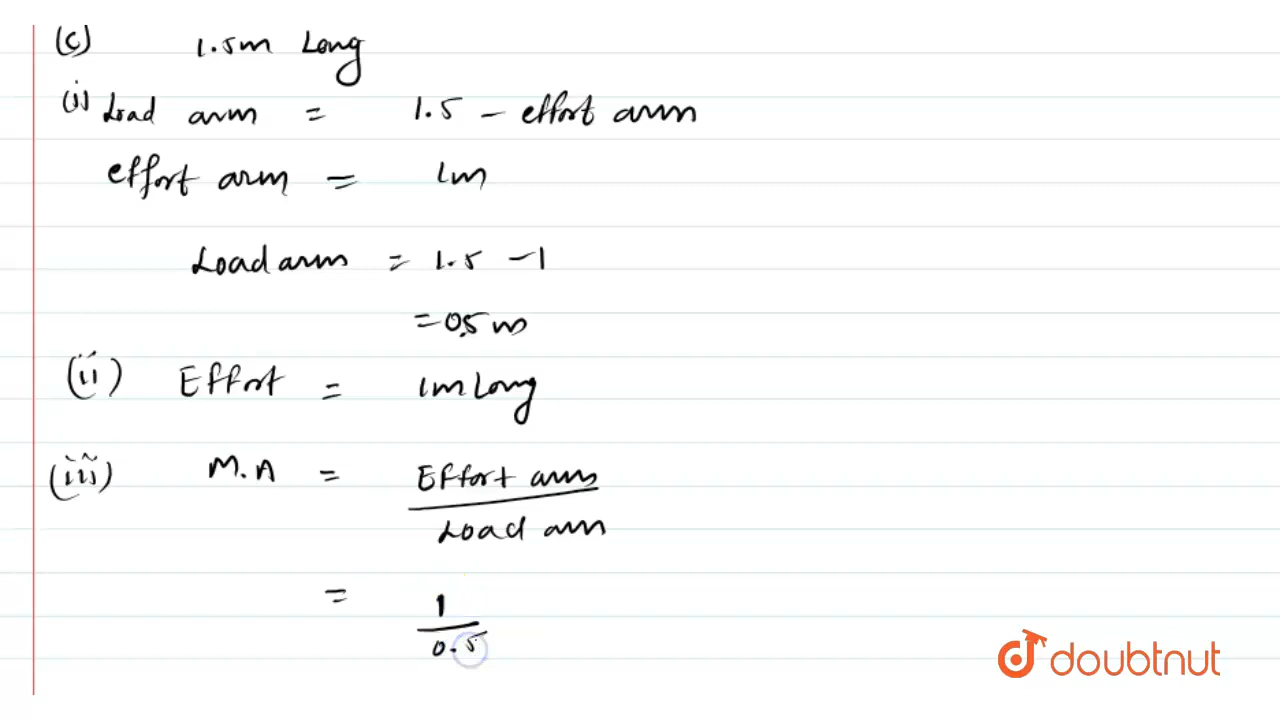 (c) 1.5m Long
(i) Load arm = 1.5 - effort arm
effort arm = 1m
Load arm = 1.5 - 1
= 0.5 m
(ii) Effort = 1m Long
(iii) M.A = Effort arm
Load arm
= 1
0.5
doubtnut